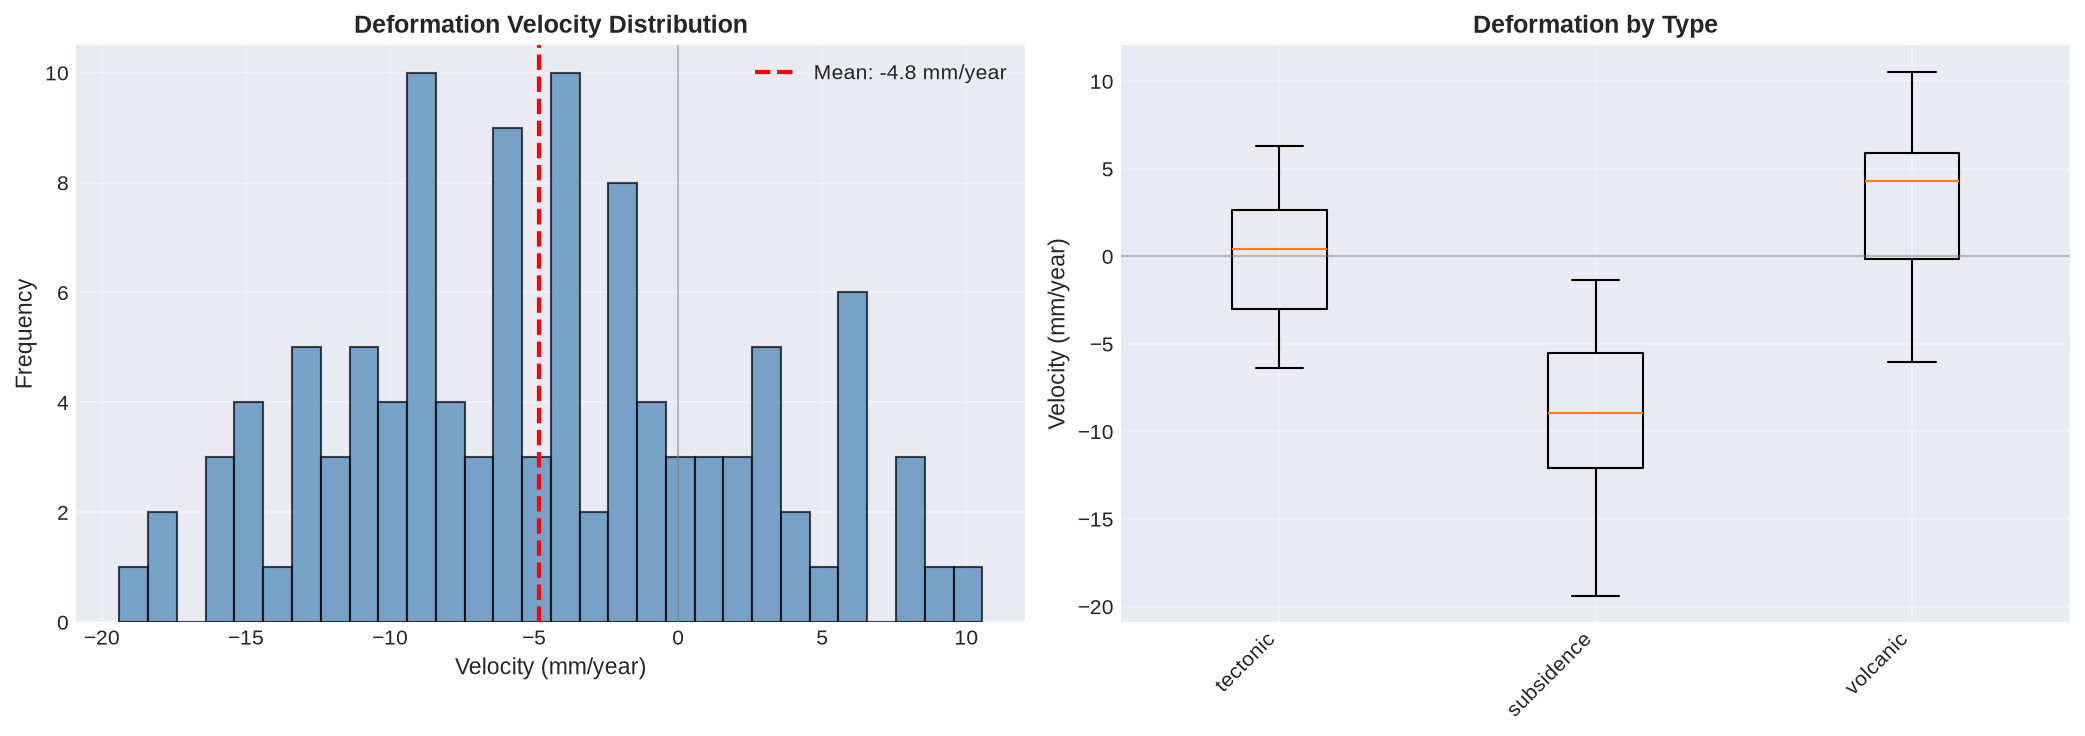 Deformation Velocity Distribution
Mean: -4.8 mm/year
Frequency
10
8
6
4
2
0
−20 −15 −10 −5 0 5 10
Velocity (mm/year)
Deformation by Type
Velocity (mm/year)
10
5
0
−5
−10
−15
−20
tectonic
subsidence
volcanic